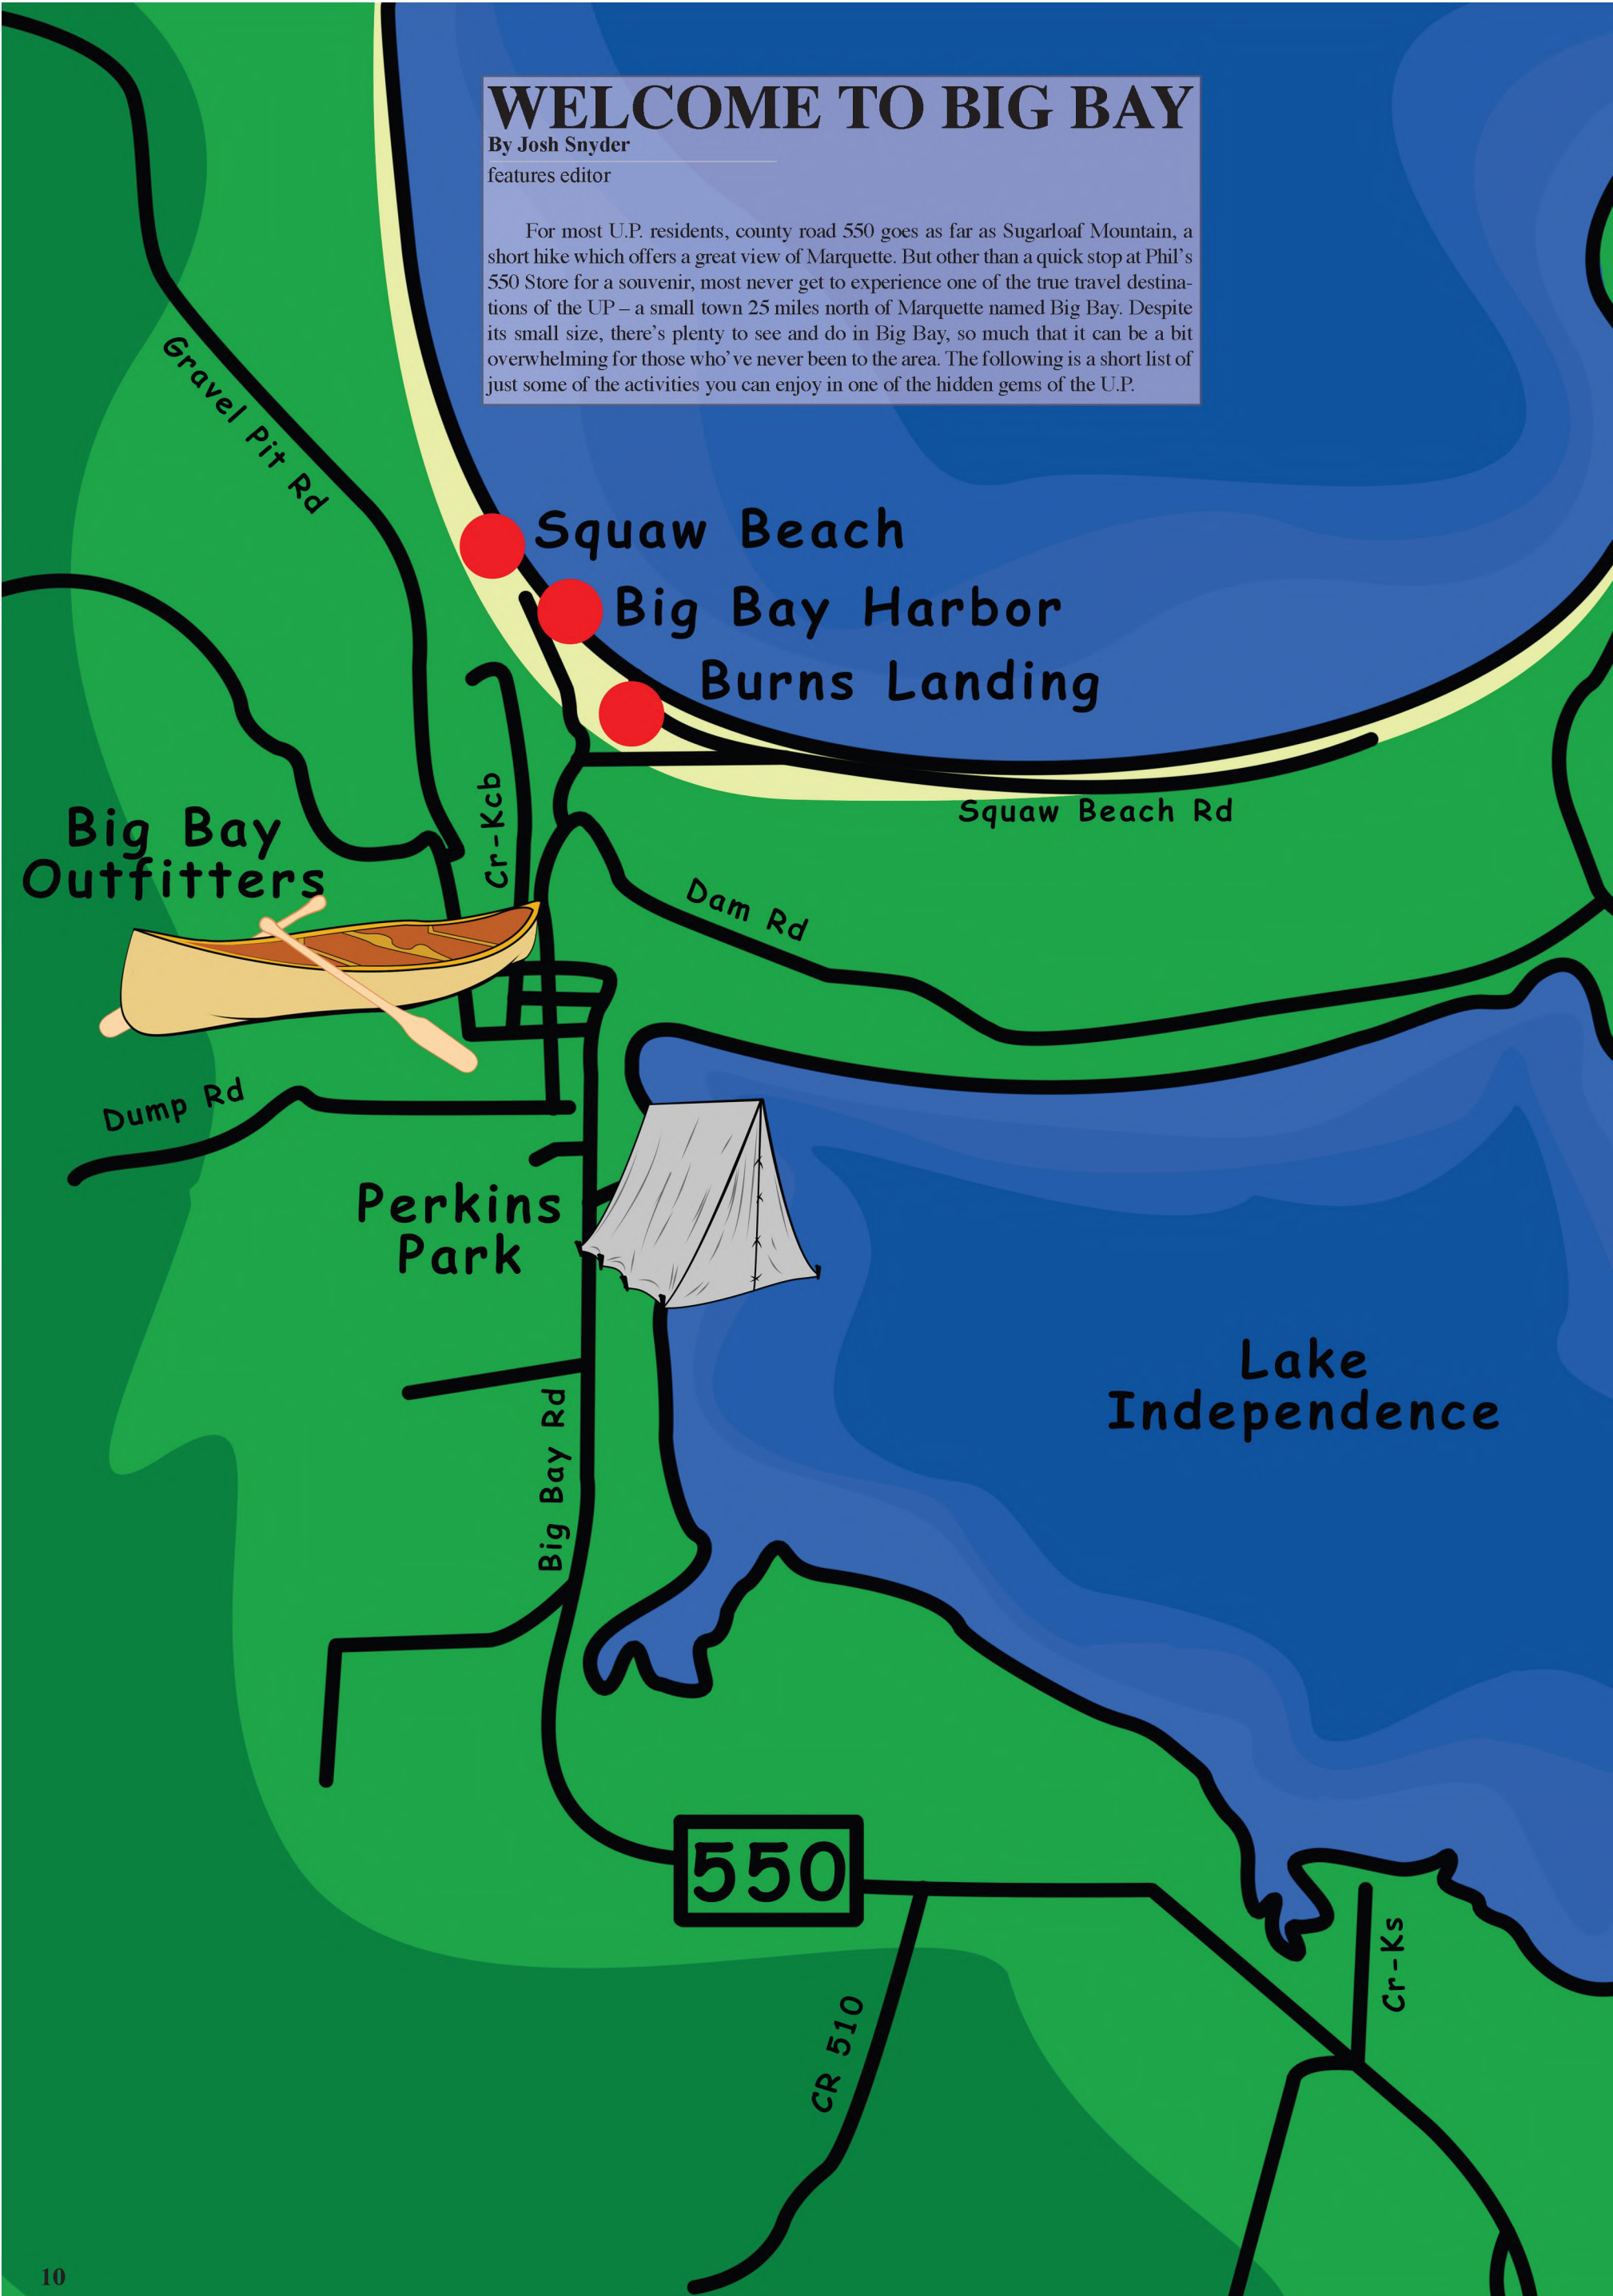 WELCOME TO BIG BAY
By Josh Snyder
features editor
For most U.P. residents, county road 550 goes as far as Sugarloaf Mountain, a
short hike which offers a great view of Marquette. But other than a quick stop at Phil's
550 Store for a souvenir, most never get to experience one of the true travel destina-
tions of the UP – a small town 25 miles north of Marquette named Big Bay. Despite
its small size, there's plenty to see and do in Big Bay, so much that it can be a bit
overwhelming for those who've never been to the area. The following is a short list of
just some of the activities you can enjoy in one of the hidden gems of the U.P.
Gravel Pit Rd
Squaw Beach
Big Bay Harbor
Burns Landing
Squaw Beach Rd
Cr-Kcb
Big Bay
Outfitters
Dam Rd
Dump Rd
Perkins
Park
Lake
Independence
Big Bay Rd
550
Cr-Ks
CR 510
10